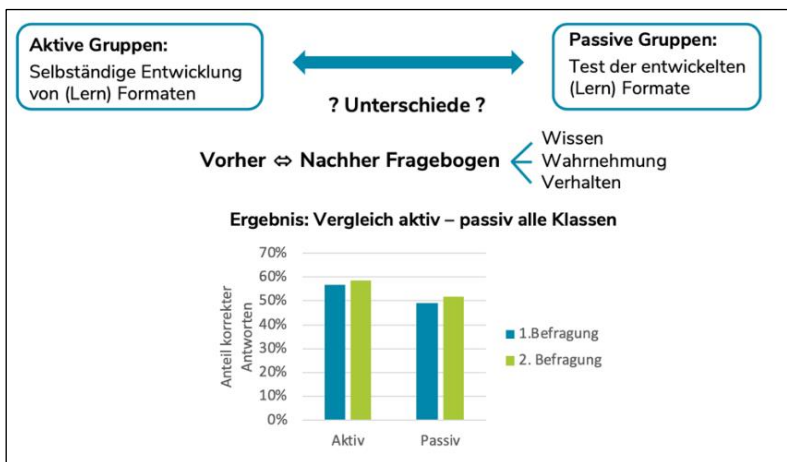 Aktive Gruppen:
Selbständige Entwicklung
von (Lern) Formaten
Passive Gruppen:
Test der entwickelten
(Lern) Formate
? Unterschiede ?
Vorher ⇔ Nachher Fragebogen
Wissen
Wahrnehmung
Verhalten
Ergebnis: Vergleich aktiv – passiv alle Klassen
Anteil korrekter
Antworten
70%
60%
50%
40%
30%
20%
10%
0%
Aktiv
Passiv
1.Befragung
2. Befragung